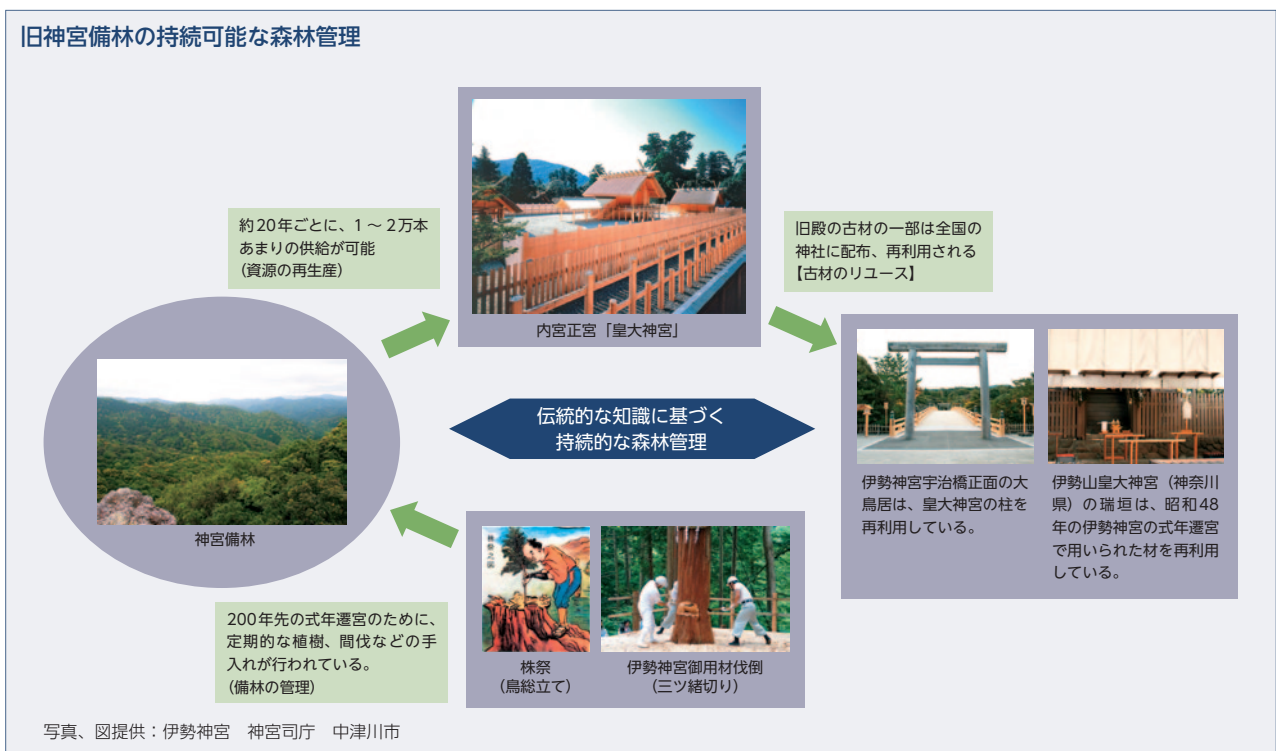 旧神宮備林の持続可能な森林管理
約20年ごとに、1～2万本
あまりの供給が可能
(資源の再生産)
内宮正宮「皇大神宮」
旧殿の古材の一部は全国の
神社に配布、再利用される
【古材のリユース】
神宮備林
伝統的な知識に基づく
持続的な森林管理
伊勢神宮宇治橋正面の大
鳥居は、皇大神宮の柱を
再利用している。
伊勢山皇大神宮（神奈川
県）の瑞垣は、昭和48
年の伊勢神宮の式年遷宮
で用いられた材を再利用
している。
200年先の式年遷宮のために、
定期的な植樹、間伐などの手
入れが行われている。
(備林の管理)
株祭之図
株祭
（鳥総立て）
伊勢神宮御用材伐倒
（三ツ緒切り）
写真、図提供：伊勢神宮　神宮司庁　中津川市